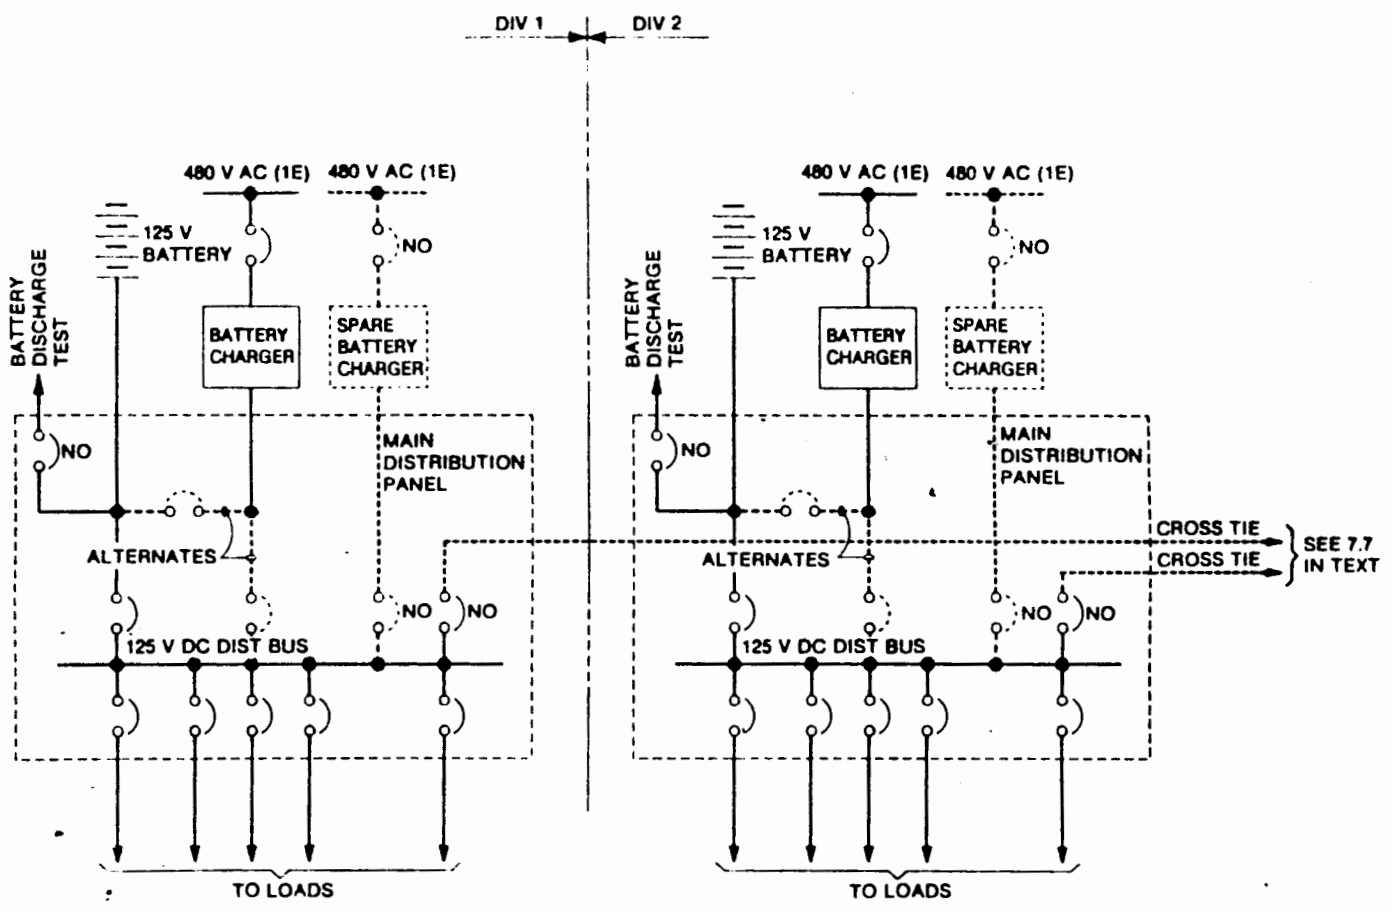 DIV 1
DIV 2
480 V AC (1E)
480 V AC (1E)
125 V
BATTERY
NO
BATTERY
DISCHARGE
TEST
BATTERY
CHARGER
SPARE
BATTERY
CHARGER
NO
MAIN
DISTRIBUTION
PANEL
ALTERNATES
NO
NO
125 V DC DIST BUS
TO LOADS
480 V AC (1E)
480 V AC (1E)
125 V
BATTERY
NO
BATTERY
DISCHARGE
TEST
BATTERY
CHARGER
SPARE
BATTERY
CHARGER
NO
MAIN
DISTRIBUTION
PANEL
ALTERNATES
CROSS TIE
CROSS TIE
SEE 7.7
IN TEXT
NO
NO
125 V DC DIST BUS
TO LOADS